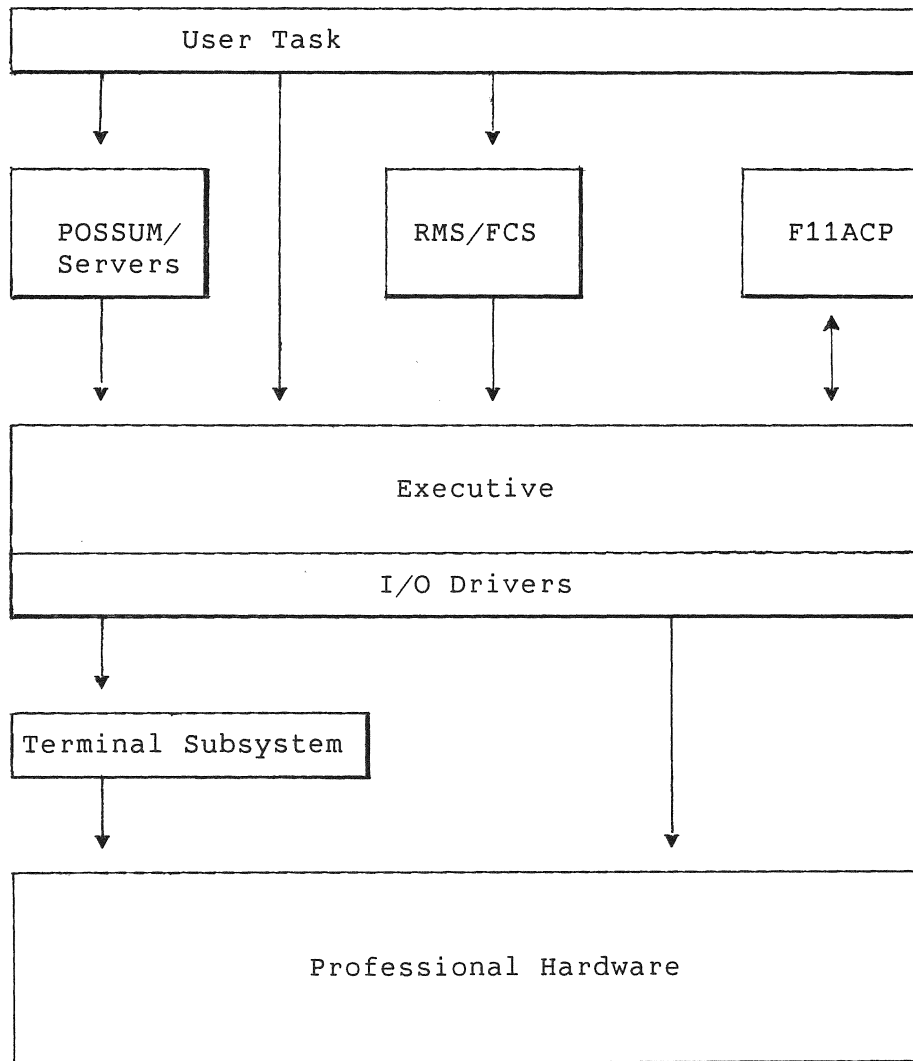 User Task
POSSUM/
Servers
RMS/FCS
F11ACP
Executive
I/O Drivers
Terminal Subsystem
Professional Hardware